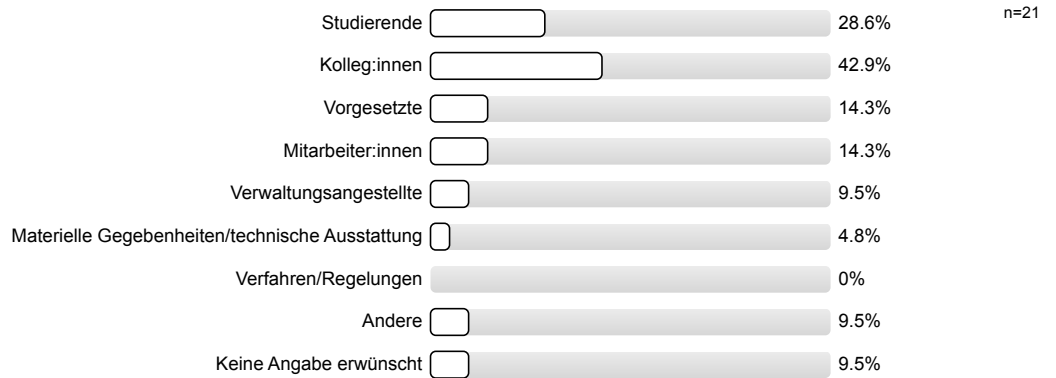 n=21
Studierende 28.6%
Kolleg:innen 42.9%
Vorgesetzte 14.3%
Mitarbeiter:innen 14.3%
Verwaltungsangestellte 9.5%
Materielle Gegebenheiten/technische Ausstattung 4.8%
Verfahren/Regelungen 0%
Andere 9.5%
Keine Angabe erwünscht 9.5%